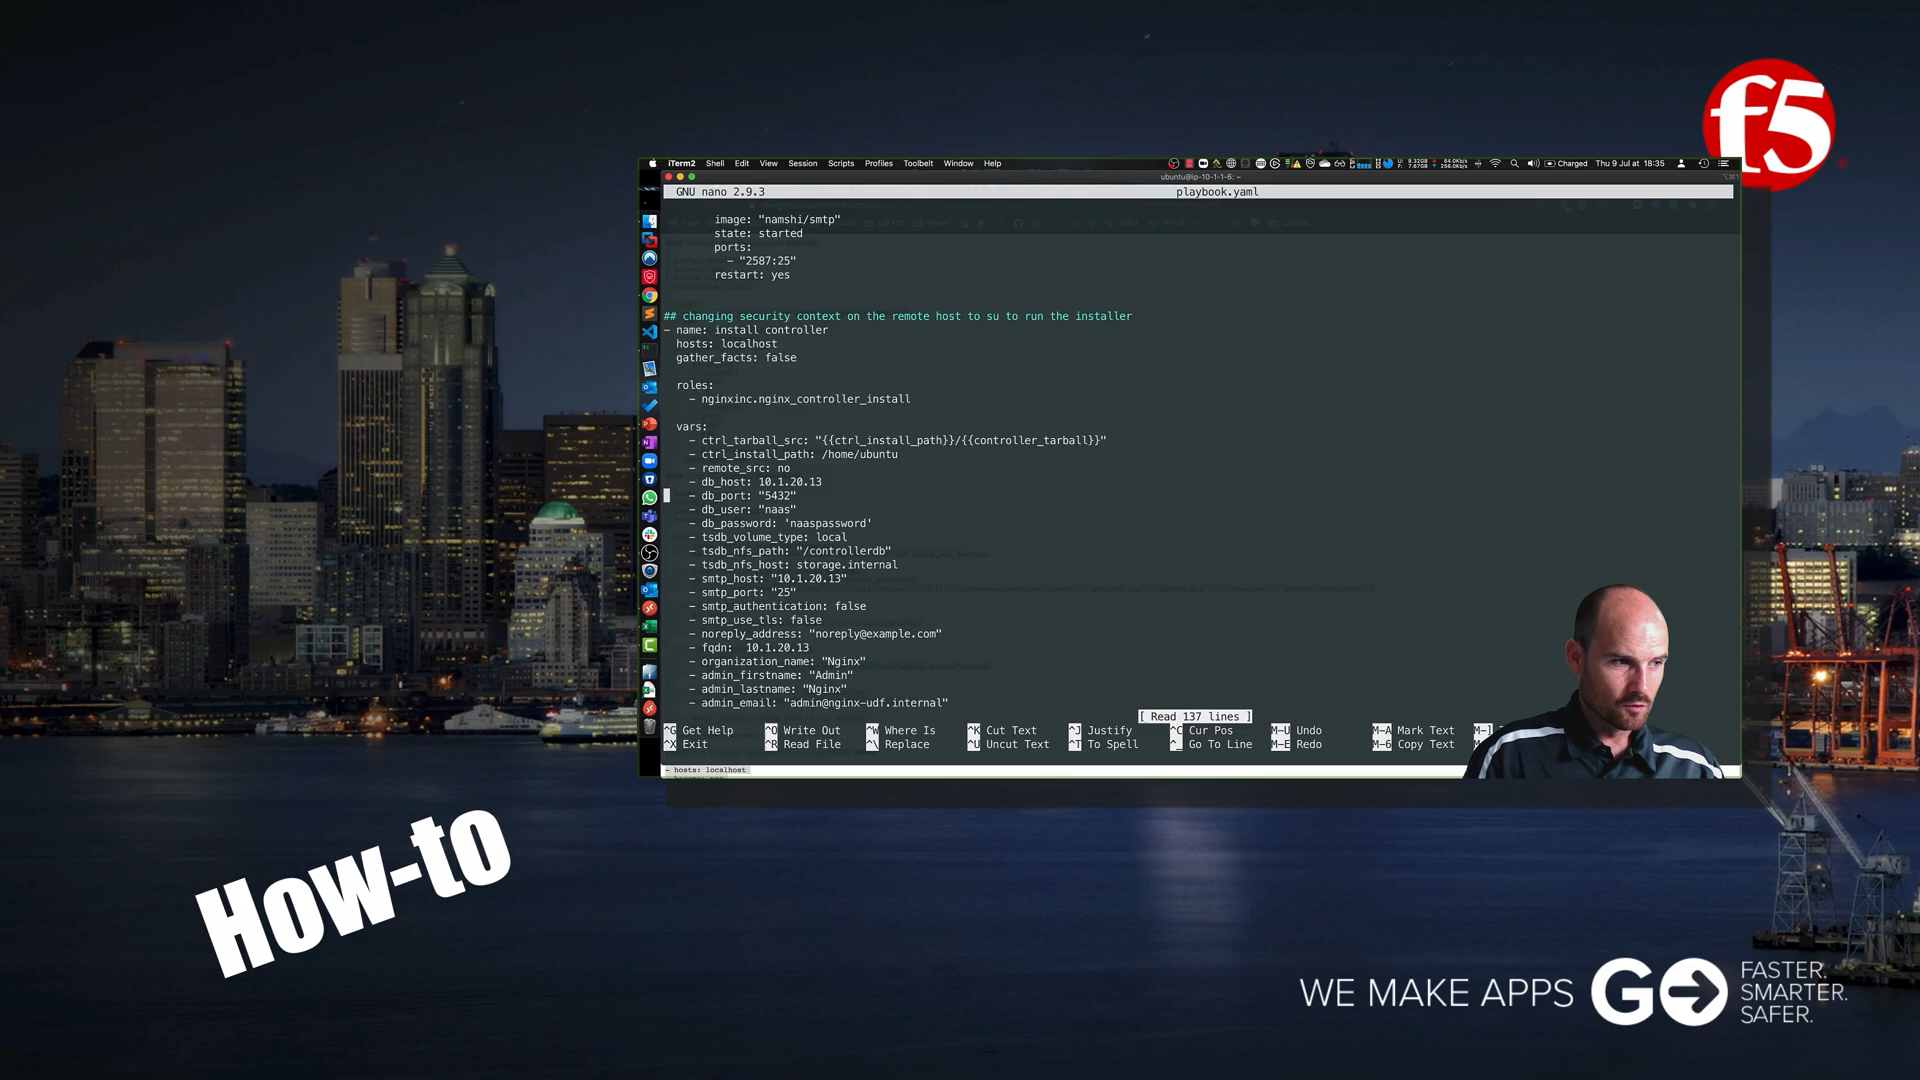 f5
iTerm2 Shell Edit View Session Scripts Profiles Toolbelt Window Help
Charged Thu 9 Jul at 18:35
ubuntu@ip-10-1-1-6: ~
GNU nano 2.9.3 playbook.yaml
image: "namshi/smtp"
state: started
ports:
- "2587:25"
restart: yes
## changing security context on the remote host to su to run the installer
- name: install controller
hosts: localhost
gather_facts: false
roles:
- nginxinc.nginx_controller_install
vars:
- ctrl_tarball_src: "{{ctrl_install_path}}/{{controller_tarball}}"
- ctrl_install_path: /home/ubuntu
- remote_src: no
- db_host: 10.1.20.13
- db_port: "5432"
- db_user: "naas"
- db_password: 'naaspassword'
- tsdb_volume_type: local
- tsdb_nfs_path: "/controllerdb"
- tsdb_nfs_host: storage.internal
- smtp_host: "10.1.20.13"
- smtp_port: "25"
- smtp_authentication: false
- smtp_use_tls: false
- noreply_address: "noreply@example.com"
- fqdn: 10.1.20.13
- organization_name: "Nginx"
- admin_firstname: "Admin"
- admin_lastname: "Nginx"
- admin_email: "admin@nginx-udf.internal"
[ Read 137 lines ]
^G Get Help ^O Write Out ^W Where Is ^K Cut Text ^J Justify ^C Cur Pos M-U Undo M-A Mark Text M-]
^X Exit ^R Read File ^\ Replace ^U Uncut Text ^T To Spell ^_ Go To Line M-E Redo M-6 Copy Text M-
- hosts: localhost
How-to
WE MAKE APPS GO
FASTER.
SMARTER.
SAFER.